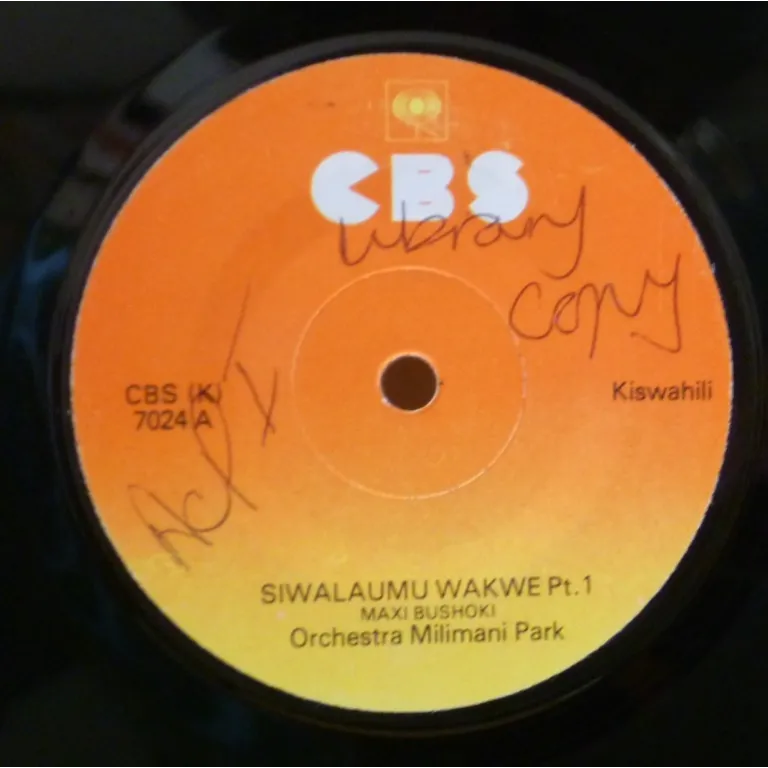 CBS
Library
Copy
CBS (K)
7024 A
Kiswahili
SIWALAUMU WAKWE Pt.1
MAXI BUSHOKI
Orchestra Milimani Park